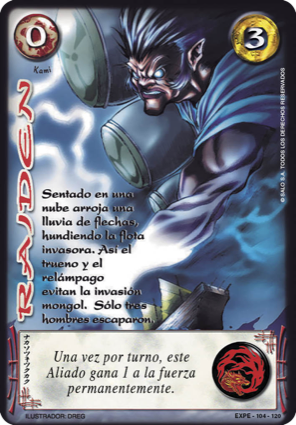 0
3
Kami
RAIDEN
© SALO S.A. TODOS LOS DERECHOS RESERVADOS
Sentado en una
nube arroja una
lluvia de flechas,
hundiendo la flota
invasora. Así el
trueno y el
relámpago
evitan la invasión
mongol. Sólo tres
hombres escaparon.
Una vez por turno, este
Aliado gana 1 a la fuerza
permanentemente.
ILUSTRADOR: DREG
EXPE - 104 - 120